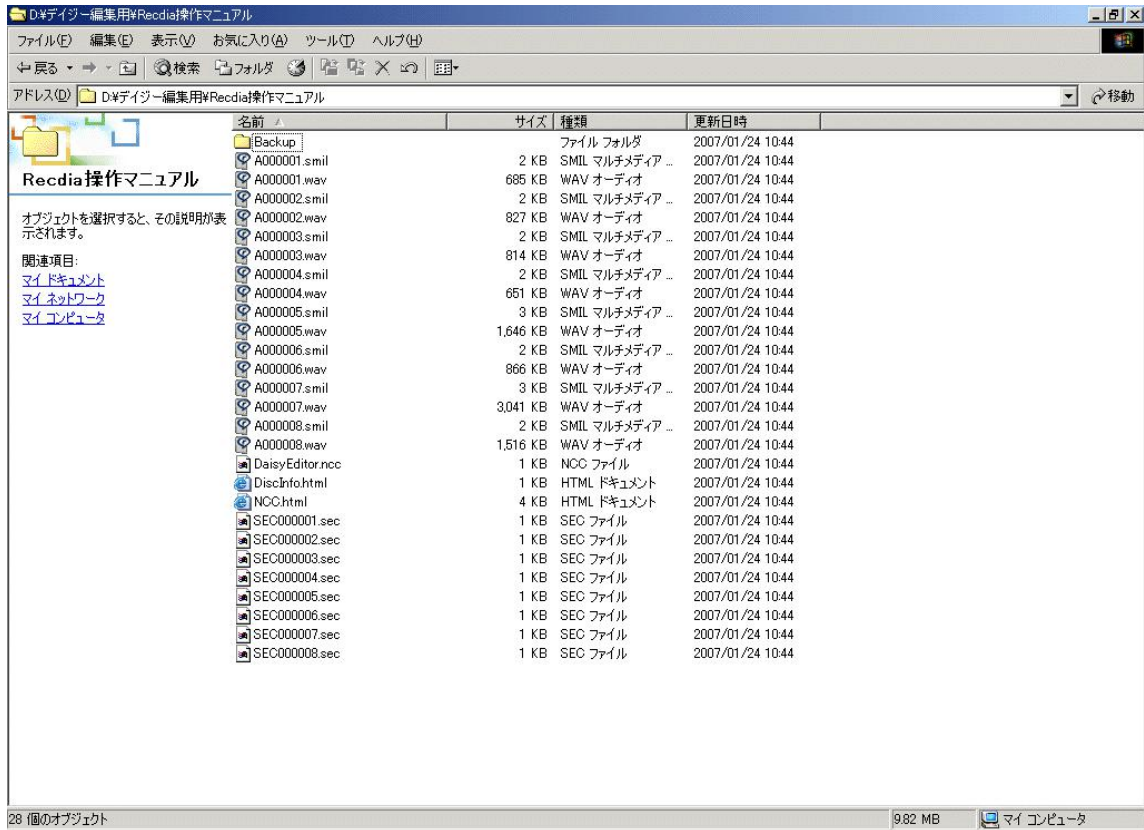 D:¥デイジー編集用¥Recdia操作マニュアル
ファイル(F) 編集(E) 表示(V) お気に入り(A) ツール(T) ヘルプ(H)
戻る 検索 フォルダ
アドレス(D) D:¥デイジー編集用¥Recdia操作マニュアル 移動
Recdia操作マニュアル
オブジェクトを選択すると、その説明が表
示されます。
関連項目:
マイ ドキュメント
マイ ネットワーク
マイ コンピュータ
名前 サイズ 種類 更新日時
Backup ファイル フォルダ 2007/01/24 10:44
A000001.smil 2 KB SMIL マルチメディア ... 2007/01/24 10:44
A000001.wav 685 KB WAV オーディオ 2007/01/24 10:44
A000002.smil 2 KB SMIL マルチメディア ... 2007/01/24 10:44
A000002.wav 827 KB WAV オーディオ 2007/01/24 10:44
A000003.smil 2 KB SMIL マルチメディア ... 2007/01/24 10:44
A000003.wav 814 KB WAV オーディオ 2007/01/24 10:44
A000004.smil 2 KB SMIL マルチメディア ... 2007/01/24 10:44
A000004.wav 651 KB WAV オーディオ 2007/01/24 10:44
A000005.smil 3 KB SMIL マルチメディア ... 2007/01/24 10:44
A000005.wav 1,646 KB WAV オーディオ 2007/01/24 10:44
A000006.smil 2 KB SMIL マルチメディア ... 2007/01/24 10:44
A000006.wav 866 KB WAV オーディオ 2007/01/24 10:44
A000007.smil 3 KB SMIL マルチメディア ... 2007/01/24 10:44
A000007.wav 3,041 KB WAV オーディオ 2007/01/24 10:44
A000008.smil 2 KB SMIL マルチメディア ... 2007/01/24 10:44
A000008.wav 1,516 KB WAV オーディオ 2007/01/24 10:44
DaisyEditor.ncc 1 KB NCC ファイル 2007/01/24 10:44
DiscInfo.html 1 KB HTML ドキュメント 2007/01/24 10:44
NCC.html 4 KB HTML ドキュメント 2007/01/24 10:44
SEC000001.sec 1 KB SEC ファイル 2007/01/24 10:44
SEC000002.sec 1 KB SEC ファイル 2007/01/24 10:44
SEC000003.sec 1 KB SEC ファイル 2007/01/24 10:44
SEC000004.sec 1 KB SEC ファイル 2007/01/24 10:44
SEC000005.sec 1 KB SEC ファイル 2007/01/24 10:44
SEC000006.sec 1 KB SEC ファイル 2007/01/24 10:44
SEC000007.sec 1 KB SEC ファイル 2007/01/24 10:44
SEC000008.sec 1 KB SEC ファイル 2007/01/24 10:44
28 個のオブジェクト 9.82 MB マイ コンピュータ